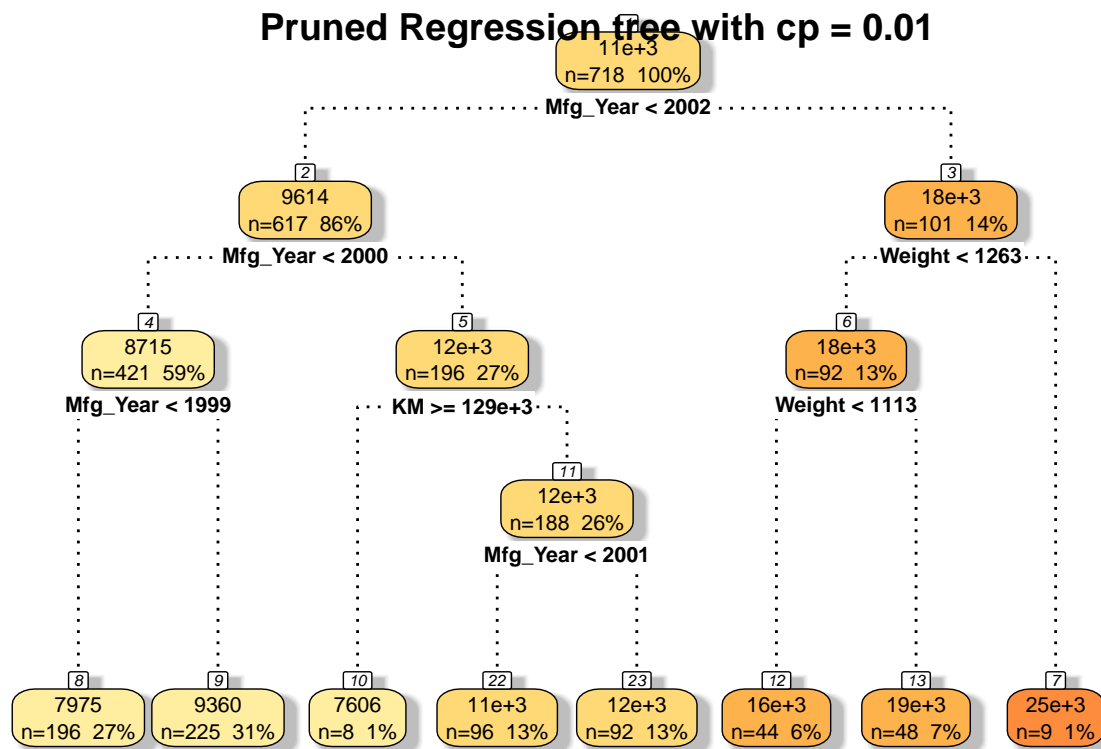 Pruned Regression tree with cp = 0.01
1
11e+3
n=718 100%
Mfg_Year < 2002
2
9614
n=617 86%
Mfg_Year < 2000
3
18e+3
n=101 14%
Weight < 1263
4
8715
n=421 59%
Mfg_Year < 1999
5
12e+3
n=196 27%
KM >= 129e+3
6
18e+3
n=92 13%
Weight < 1113
11
12e+3
n=188 26%
Mfg_Year < 2001
8
7975
n=196 27%
9
9360
n=225 31%
10
7606
n=8 1%
22
11e+3
n=96 13%
23
12e+3
n=92 13%
12
16e+3
n=44 6%
13
19e+3
n=48 7%
7
25e+3
n=9 1%